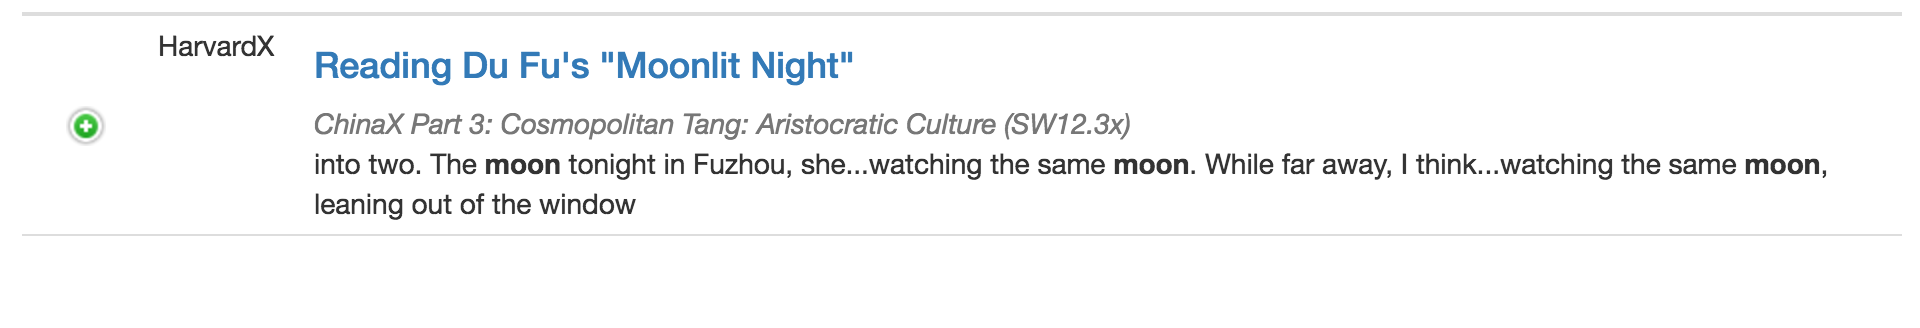 HarvardX
Reading Du Fu's "Moonlit Night"
ChinaX Part 3: Cosmopolitan Tang: Aristocratic Culture (SW12.3x)
into two. The moon tonight in Fuzhou, she...watching the same moon. While far away, I think...watching the same moon,
leaning out of the window